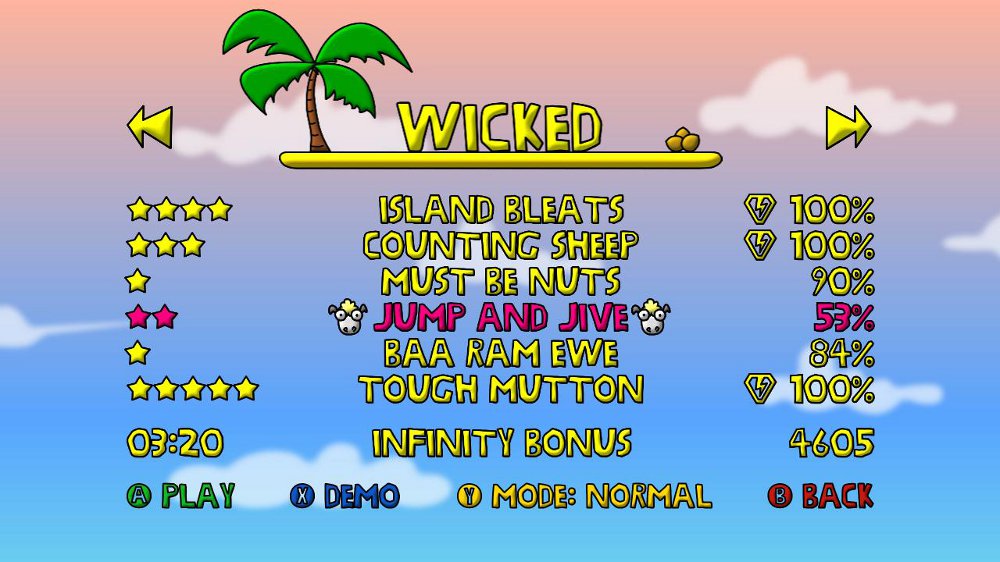 WICKED
ISLAND BLEATS 100%
COUNTING SHEEP 100%
MUST BE NUTS 90%
JUMP AND JIVE 53%
BAA RAM EWE 84%
TOUGH MUTTON 100%
03:20 INFINITY BONUS 4605
A PLAY X DEMO Y MODE: NORMAL B BACK